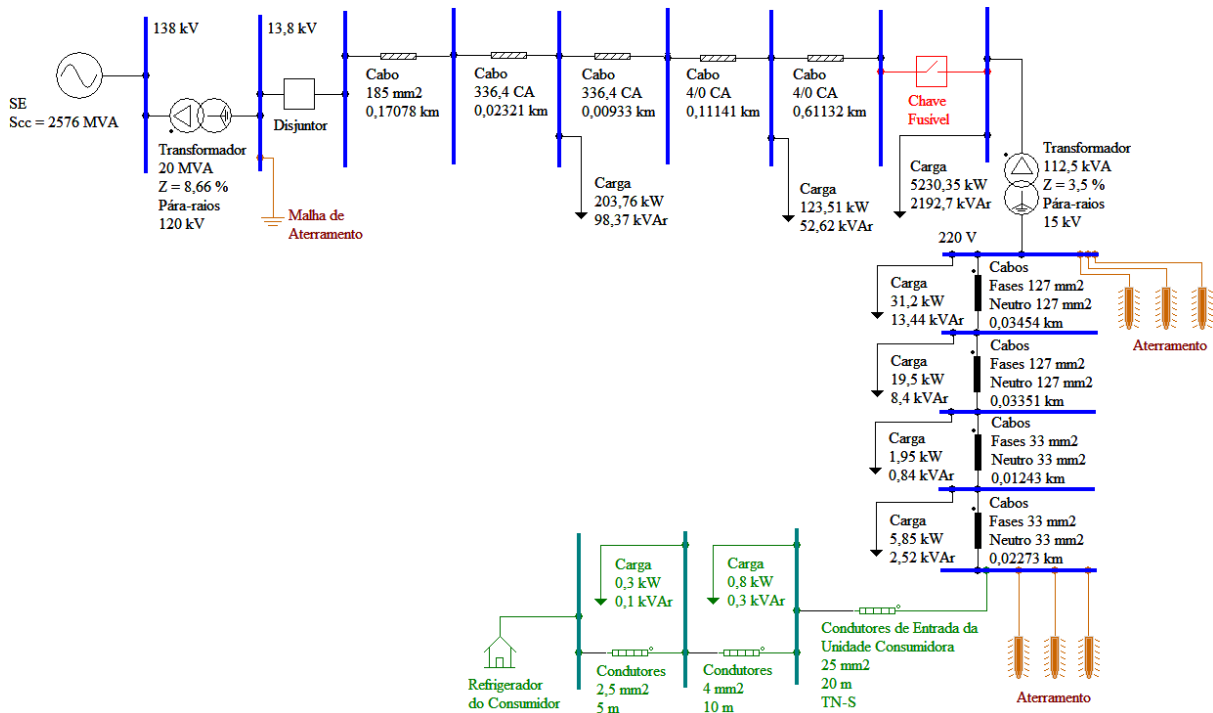 138 kV
13,8 kV
SE
Scc = 2576 MVA
Transformador
20 MVA
Z = 8,66 %
Pára-raios
120 kV
Malha de
Aterramento
Disjuntor
Cabo
185 mm2
0,17078 km
Cabo
336,4 CA
0,02321 km
Cabo
336,4 CA
0,00933 km
Cabo
4/0 CA
0,11141 km
Cabo
4/0 CA
0,61132 km
Chave
Fusível
Carga
203,76 kW
98,37 kVAr
Carga
123,51 kW
52,62 kVAr
Carga
5230,35 kW
2192,7 kVAr
Transformador
112,5 kVA
Z = 3,5 %
Pára-raios
15 kV
220 V
Carga
31,2 kW
13,44 kVAr
Cabos
Fases 127 mm2
Neutro 127 mm2
0,03454 km
Aterramento
Carga
19,5 kW
8,4 kVAr
Cabos
Fases 127 mm2
Neutro 127 mm2
0,03351 km
Carga
1,95 kW
0,84 kVAr
Cabos
Fases 33 mm2
Neutro 33 mm2
0,01243 km
Carga
5,85 kW
2,52 kVAr
Cabos
Fases 33 mm2
Neutro 33 mm2
0,02273 km
Carga
0,3 kW
0,1 kVAr
Carga
0,8 kW
0,3 kVAr
Condutores de Entrada da
Unidade Consumidora
25 mm2
20 m
TN-S
Refrigerador
do Consumidor
Condutores
2,5 mm2
5 m
Condutores
4 mm2
10 m
Aterramento